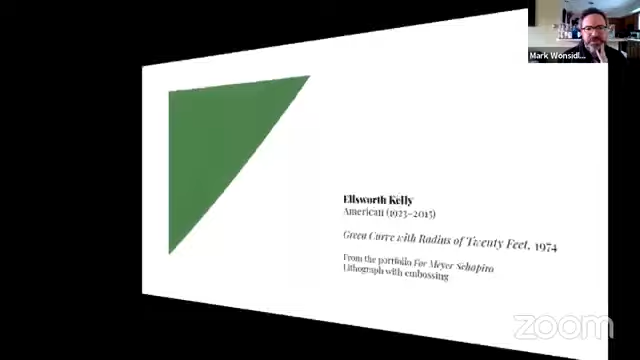 Mark Wonsidl...
Ellsworth Kelly
American (1923–2015)
Green Curve with Radius of Twenty Feet, 1974
From the portfolio For Meyer Schapiro
Lithograph with embossing
zoom